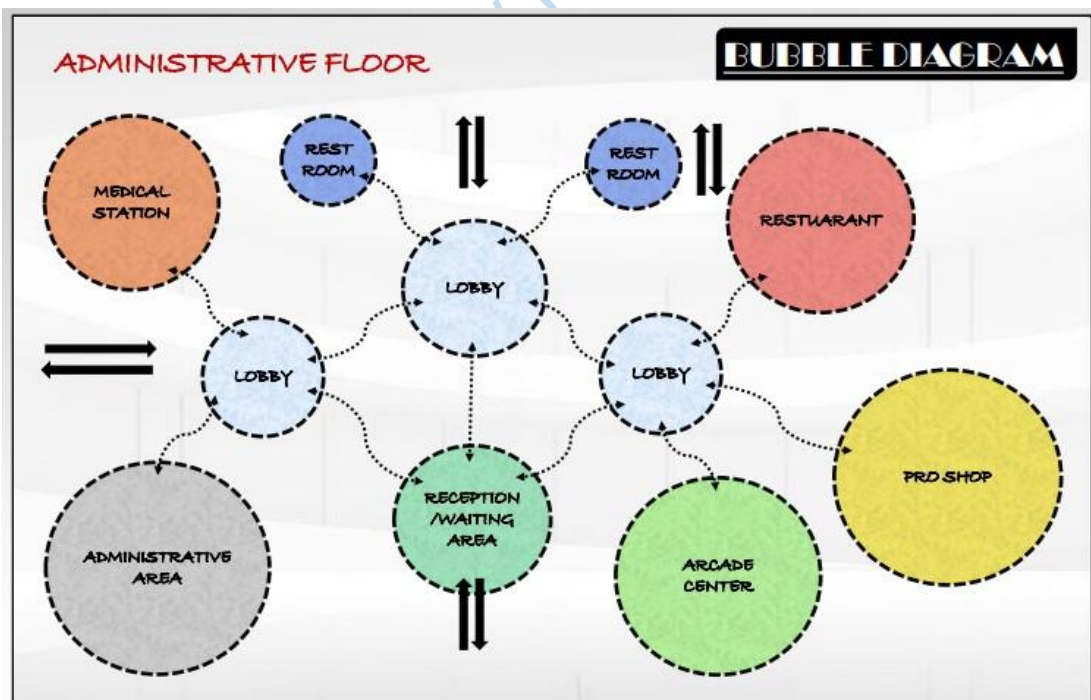 ADMINISTRATIVE FLOOR
BUBBLE DIAGRAM
MEDICAL
STATION
REST
ROOM
REST
ROOM
RESTUARANT
LOBBY
LOBBY
LOBBY
PRO SHOP
RECEPTION
/WAITING
AREA
ADMINISTRATIVE
AREA
ARCADE
CENTER